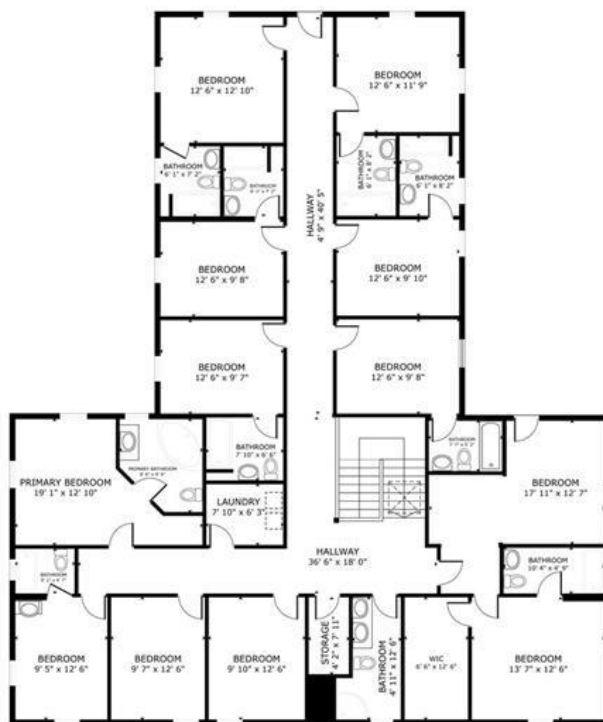 BEDROOM
12' 6" x 12' 10"
BEDROOM
12' 6" x 11' 9"
BATHROOM
6' 1" x 7' 2"
BATHROOM
BATHROOM
6' 1" x 8' 2"
BATHROOM
6' 1" x 8' 2"
HALLWAY
4' 9" x 40' 5"
BEDROOM
12' 6" x 9' 8"
BEDROOM
12' 6" x 9' 10"
BEDROOM
12' 6" x 9' 7"
BEDROOM
12' 6" x 9' 8"
PRIMARY BEDROOM
19' 1" x 12' 10"
PRIMARY BATHROOM
BATHROOM
7' 10" x 6' 6"
BATHROOM
LAUNDRY
7' 10" x 6' 3"
BEDROOM
17' 11" x 12' 7"
HALLWAY
36' 6" x 18' 0"
BATHROOM
BATHROOM
10' 4" x 6' 9"
BEDROOM
9' 5" x 12' 6"
BEDROOM
9' 7" x 12' 6"
BEDROOM
9' 10" x 12' 6"
STORAGE
4' 2" x 7' 11"
BATHROOM
4' 11" x 12' 6"
WIC
6' 6" x 12' 6"
BEDROOM
13' 7" x 12' 6"